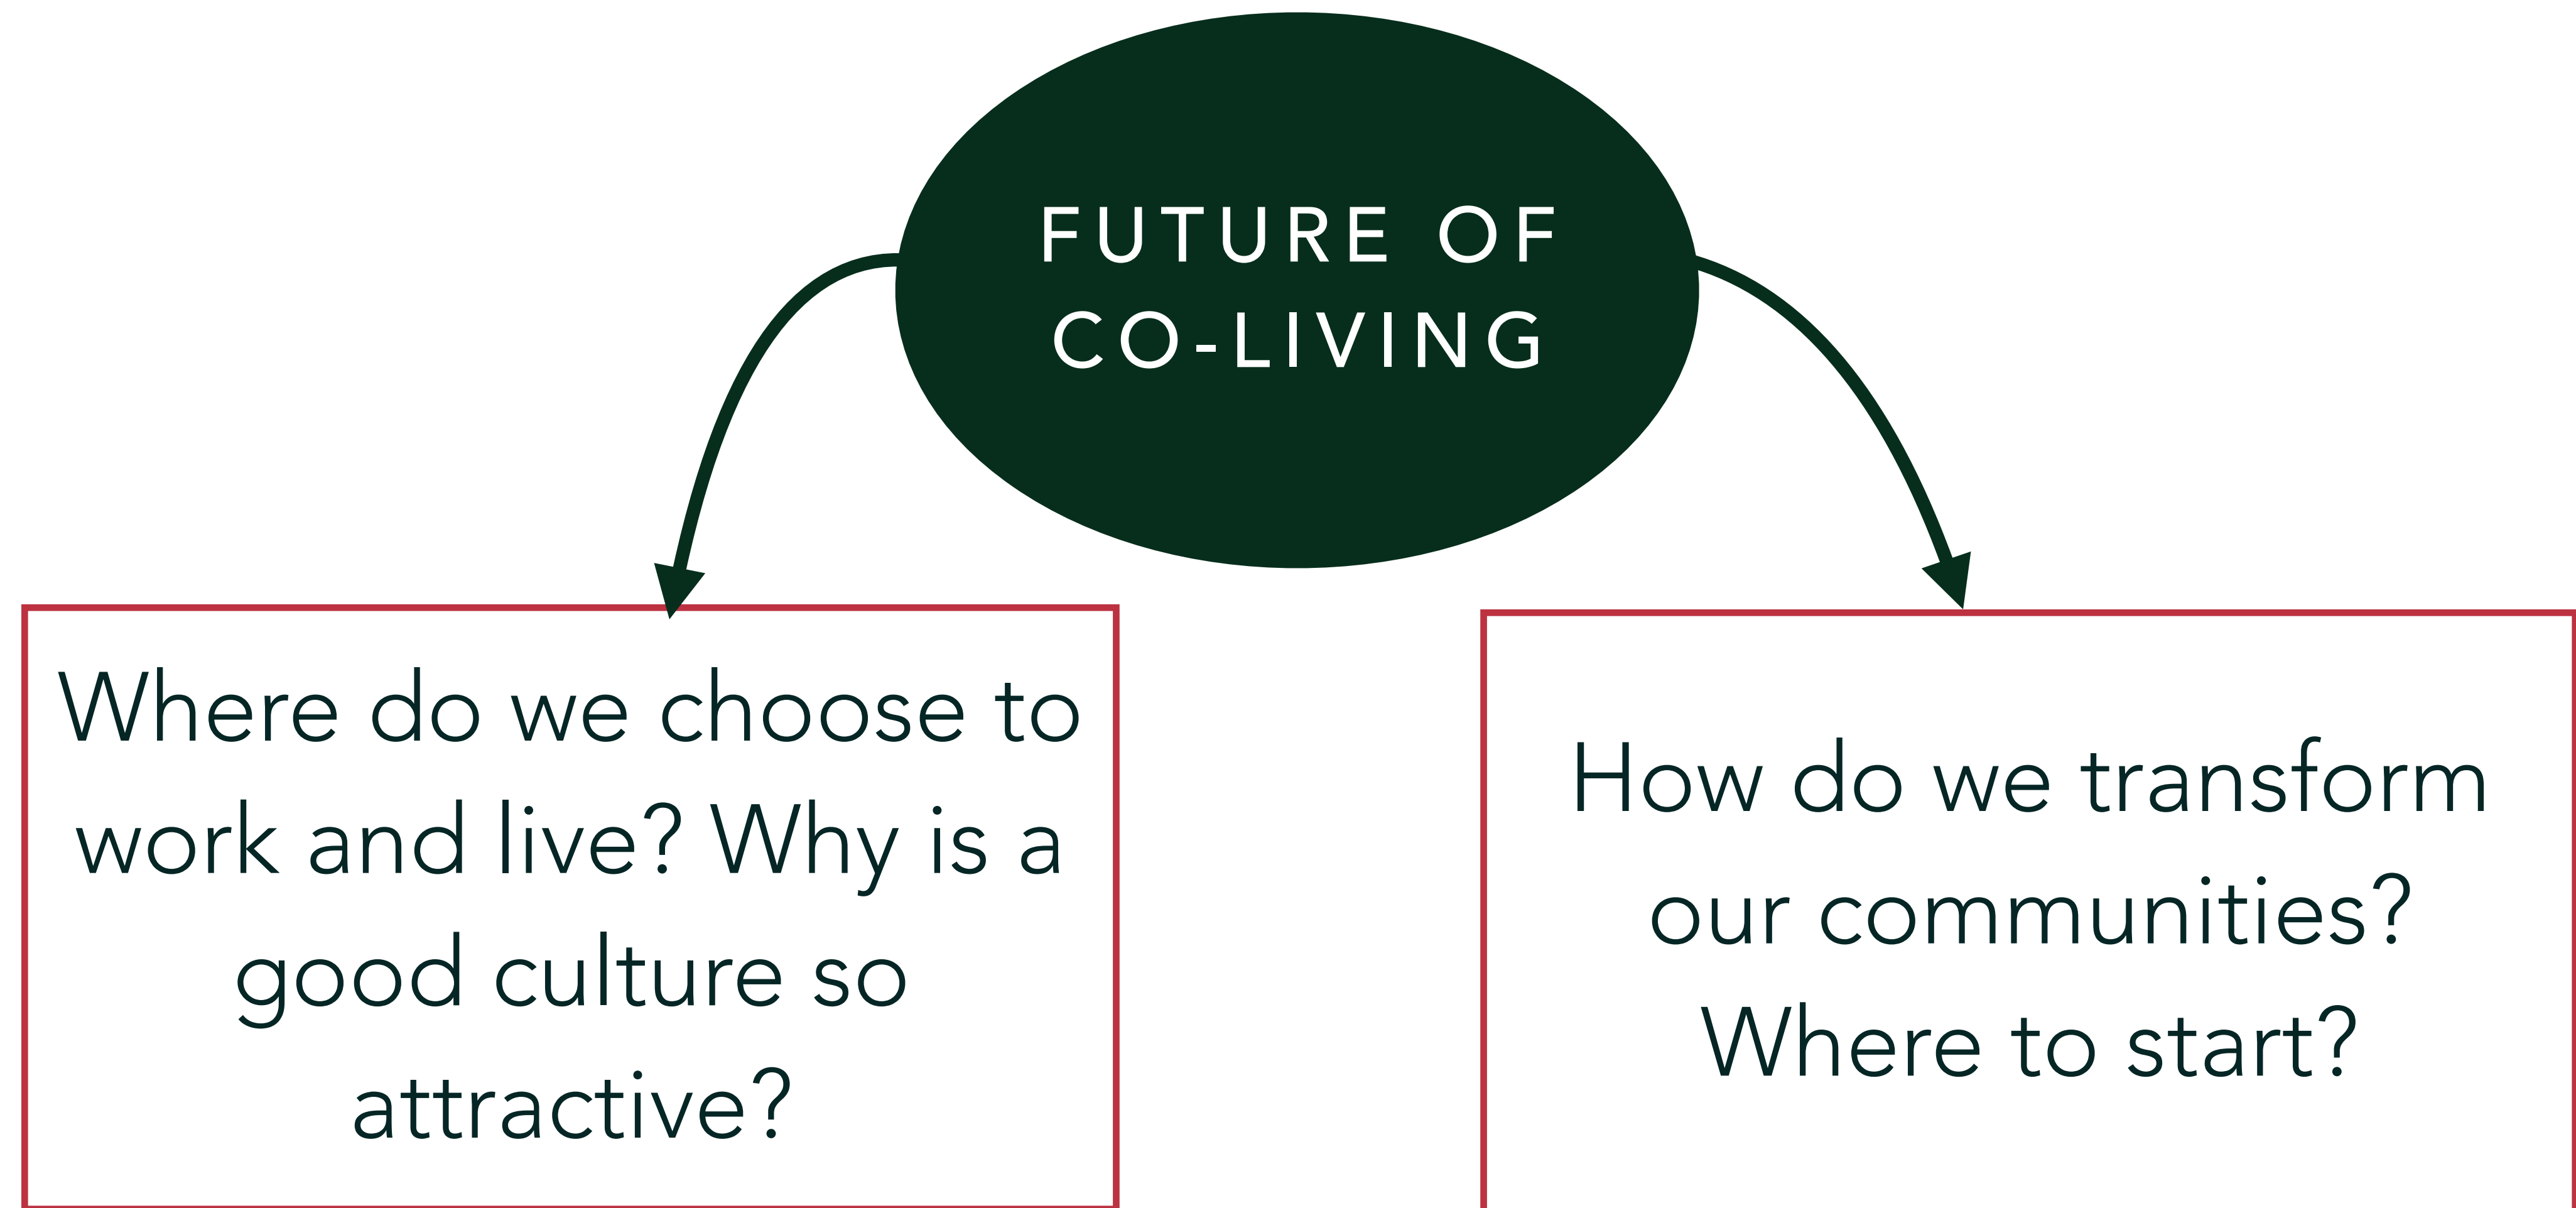 FUTURE OF
CO-LIVING
Where do we choose to
work and live? Why is a
good culture so
attractive?
How do we transform
our communities?
Where to start?